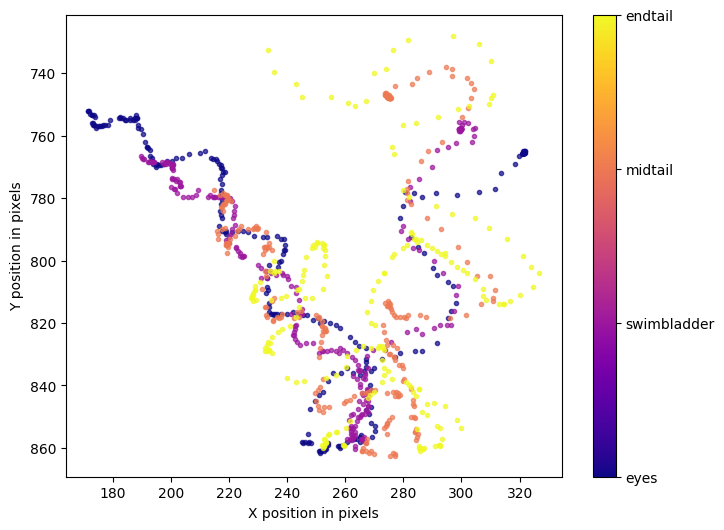 endtail
740
760
midtail
780
Y position in pixels
800
820
swimbladder
840
860
eyes
180 200 220 240 260 280 300 320
X position in pixels